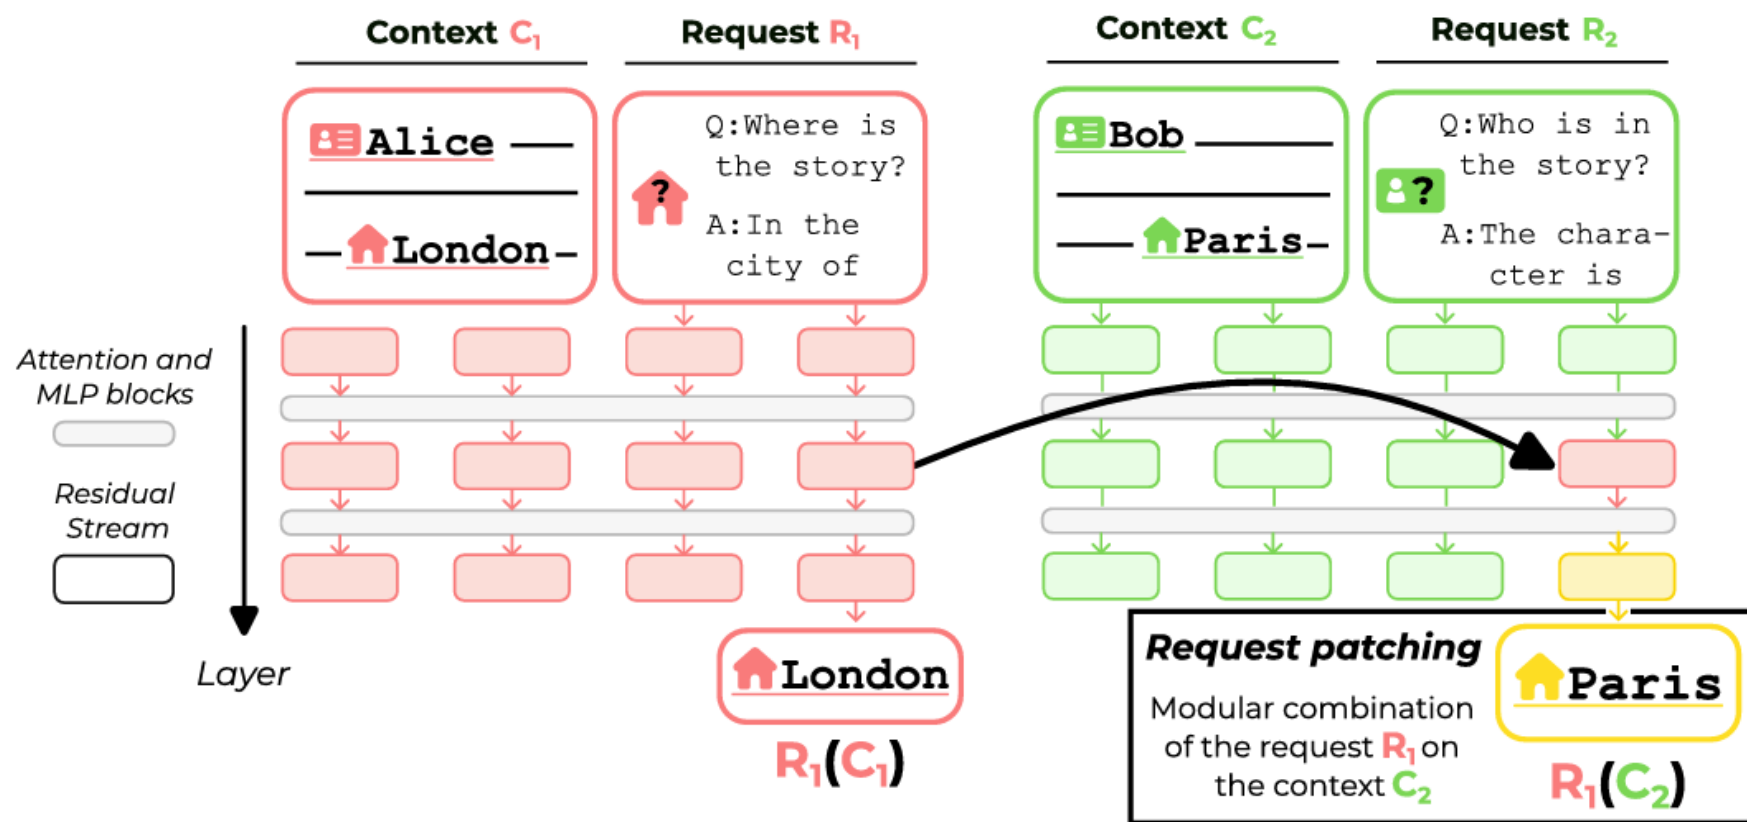 Context C₁
Request R₁
Context C₂
Request R₂
Alice
London
Q:Where is
the story?
A:In the
city of
?
Bob
Paris
Q:Who is in
the story?
A:The chara-
cter is
?
Attention and
MLP blocks
Residual
Stream
Layer
London
R₁(C₁)
Request patching
Modular combination
of the request R₁ on
the context C₂
Paris
R₁(C₂)